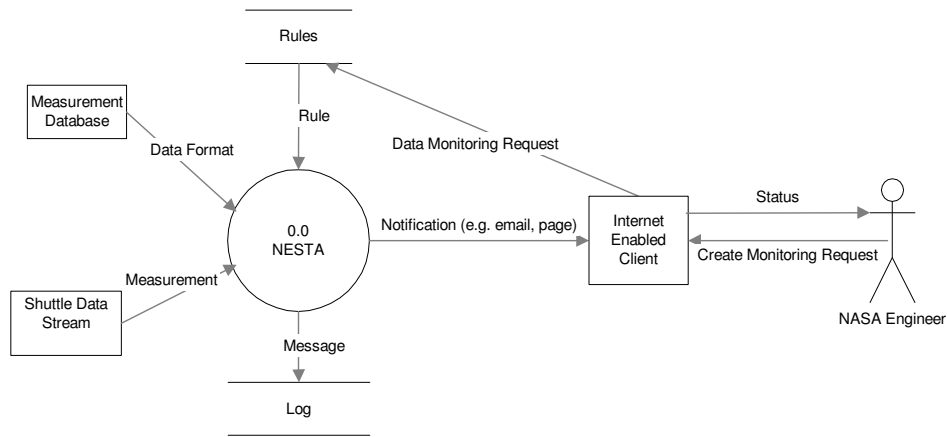 Rules
Measurement
Database
Rule
Data Format
Data Monitoring Request
Status
Internet
Enabled
Client
0.0
NESTA
Notification (e.g. email, page)
Create Monitoring Request
Measurement
Shuttle Data
Stream
NASA Engineer
Message
Log